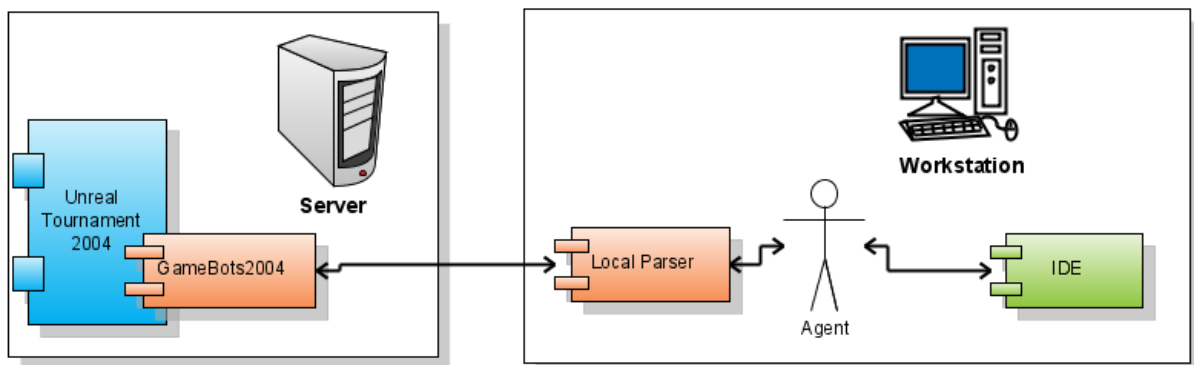 Server
Unreal
Tournament
2004
GameBots2004
Workstation
Local Parser
Agent
IDE